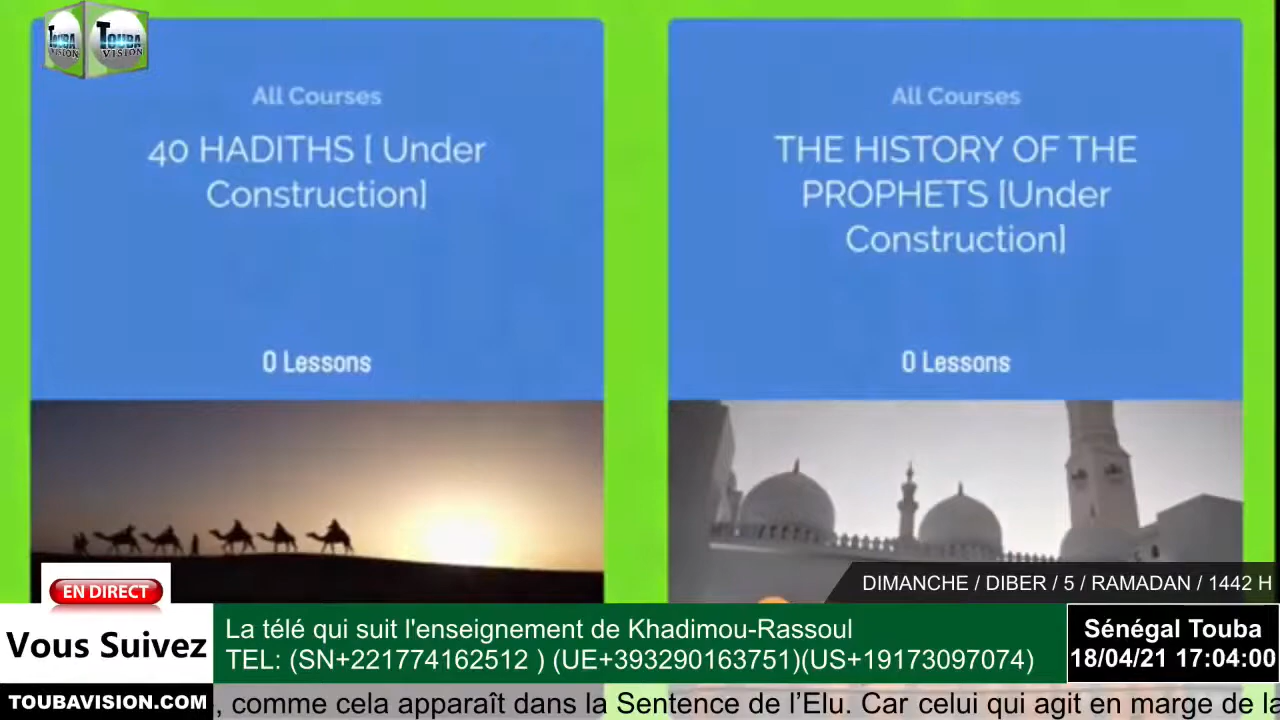 TOUBA VISION
TOUBA VISION
All Courses
40 HADITHS [ Under
Construction]
0 Lessons
All Courses
THE HISTORY OF THE
PROPHETS [Under
Construction]
0 Lessons
DIMANCHE / DIBER / 5 / RAMADAN / 1442 H
EN DIRECT
Vous Suivez
La télé qui suit l'enseignement de Khadimou-Rassoul
TEL: (SN+221774162512 ) (UE+393290163751)(US+19173097074)
Sénégal Touba
18/04/21 17:04:00
TOUBAVISION.COM
, comme cela apparaît dans la Sentence de l’Elu. Car celui qui agit en marge de la